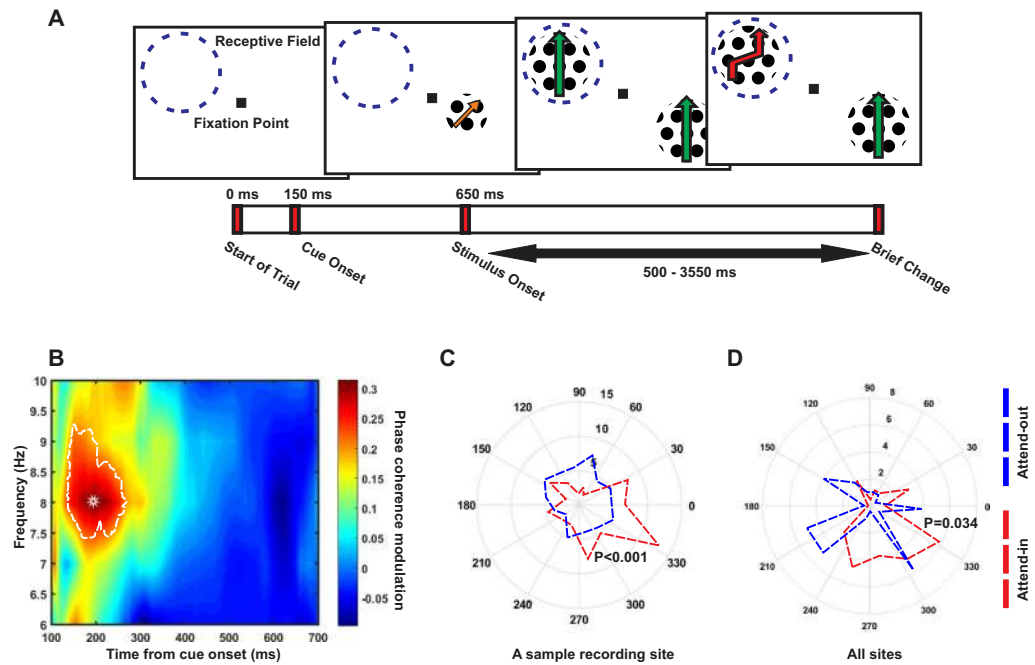 A
Receptive Field
Fixation Point
0 ms 150 ms 650 ms
Start of Trial
Cue Onset
Stimulus Onset
Brief Change
500 - 3550 ms
B
10
9.5
9
8.5
8
7.5
7
6.5
6
Frequency (Hz)
100 200 300 400 500 600 700
Time from cue onset (ms)
0.3
0.25
0.2
0.15
0.1
0.05
0
-0.05
Phase coherence modulation
C
90
120 60
150 30
180 0
210 330
240 300
270
15
10
5
P<0.001
A sample recording site
D
90
120 60
150 30
180 0
210 330
240 300
270
8
6
4
2
P=0.034
All sites
Attend-out
Attend-in